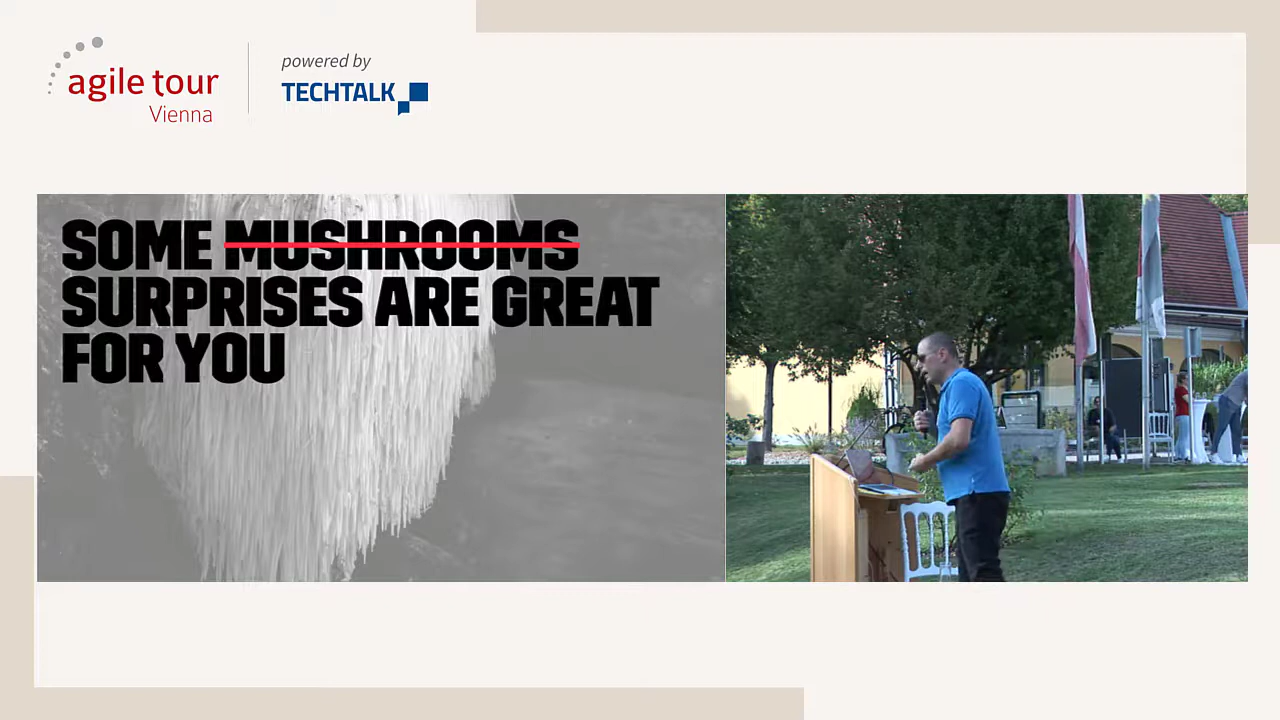 agile tour
Vienna
powered by
TECHTALK
SOME MUSHROOMS
SURPRISES ARE GREAT
FOR YOU